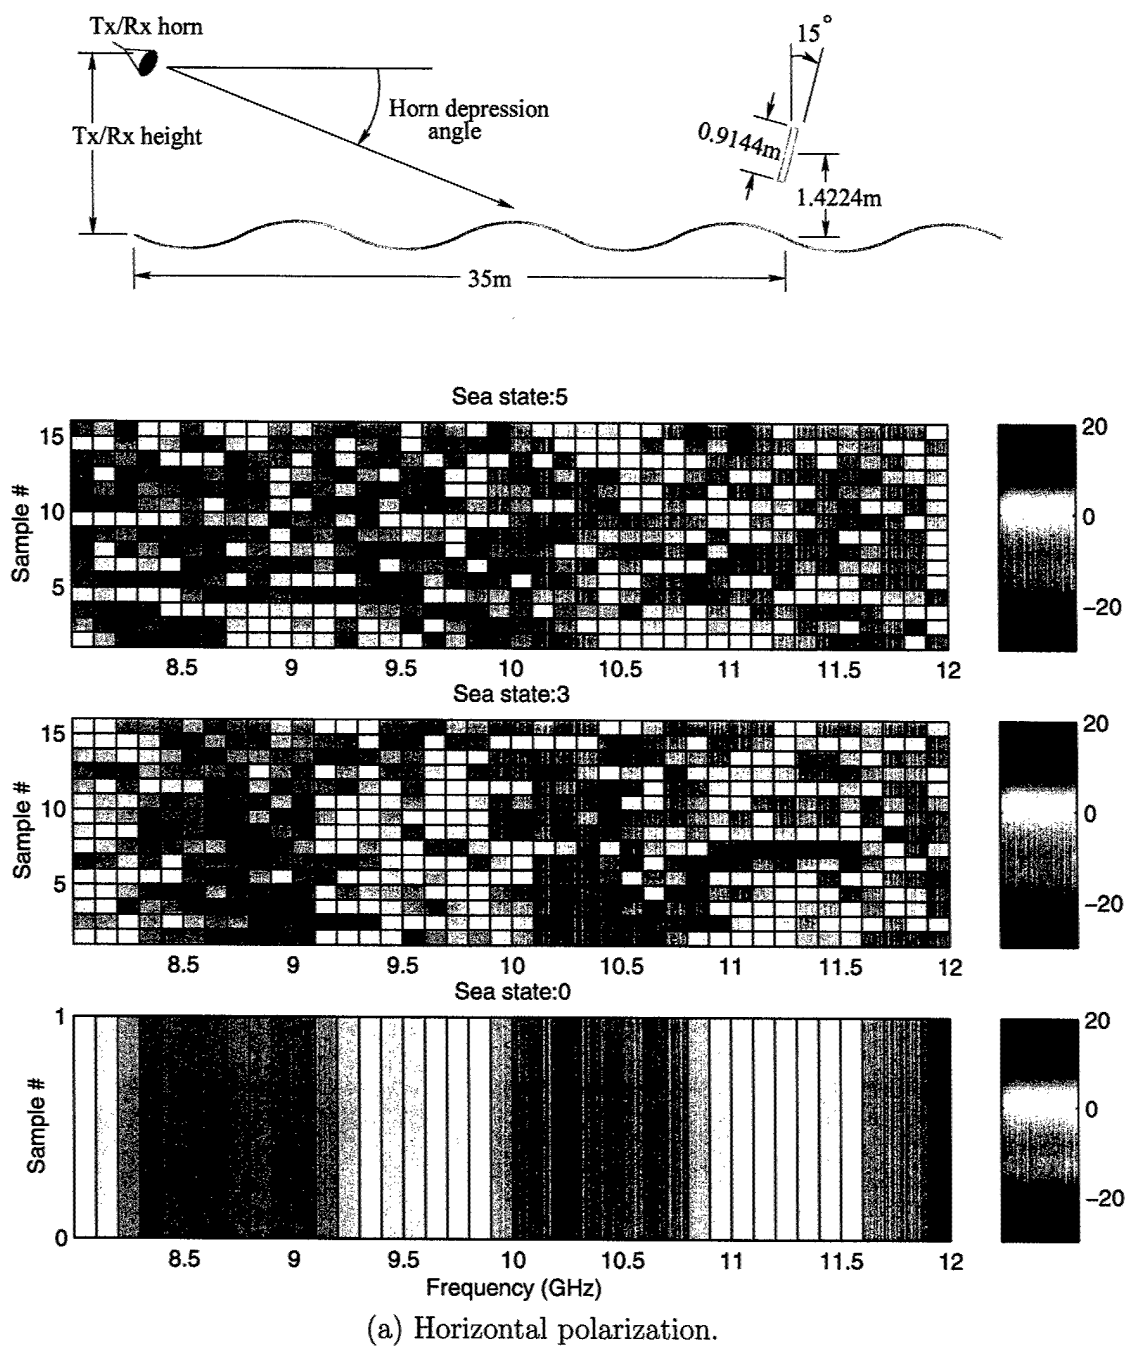 Tx/Rx horn
15°
Horn depression
angle
Tx/Rx height
0.9144m
1.4224m
35m
Sea state:5
Sample #
15
10
5
8.5 9 9.5 10 10.5 11 11.5 12
20
0
-20
Sea state:3
Sample #
15
10
5
8.5 9 9.5 10 10.5 11 11.5 12
20
0
-20
Sea state:0
Sample #
1
0
8.5 9 9.5 10 10.5 11 11.5 12
20
0
-20
Frequency (GHz)
(a) Horizontal polarization.